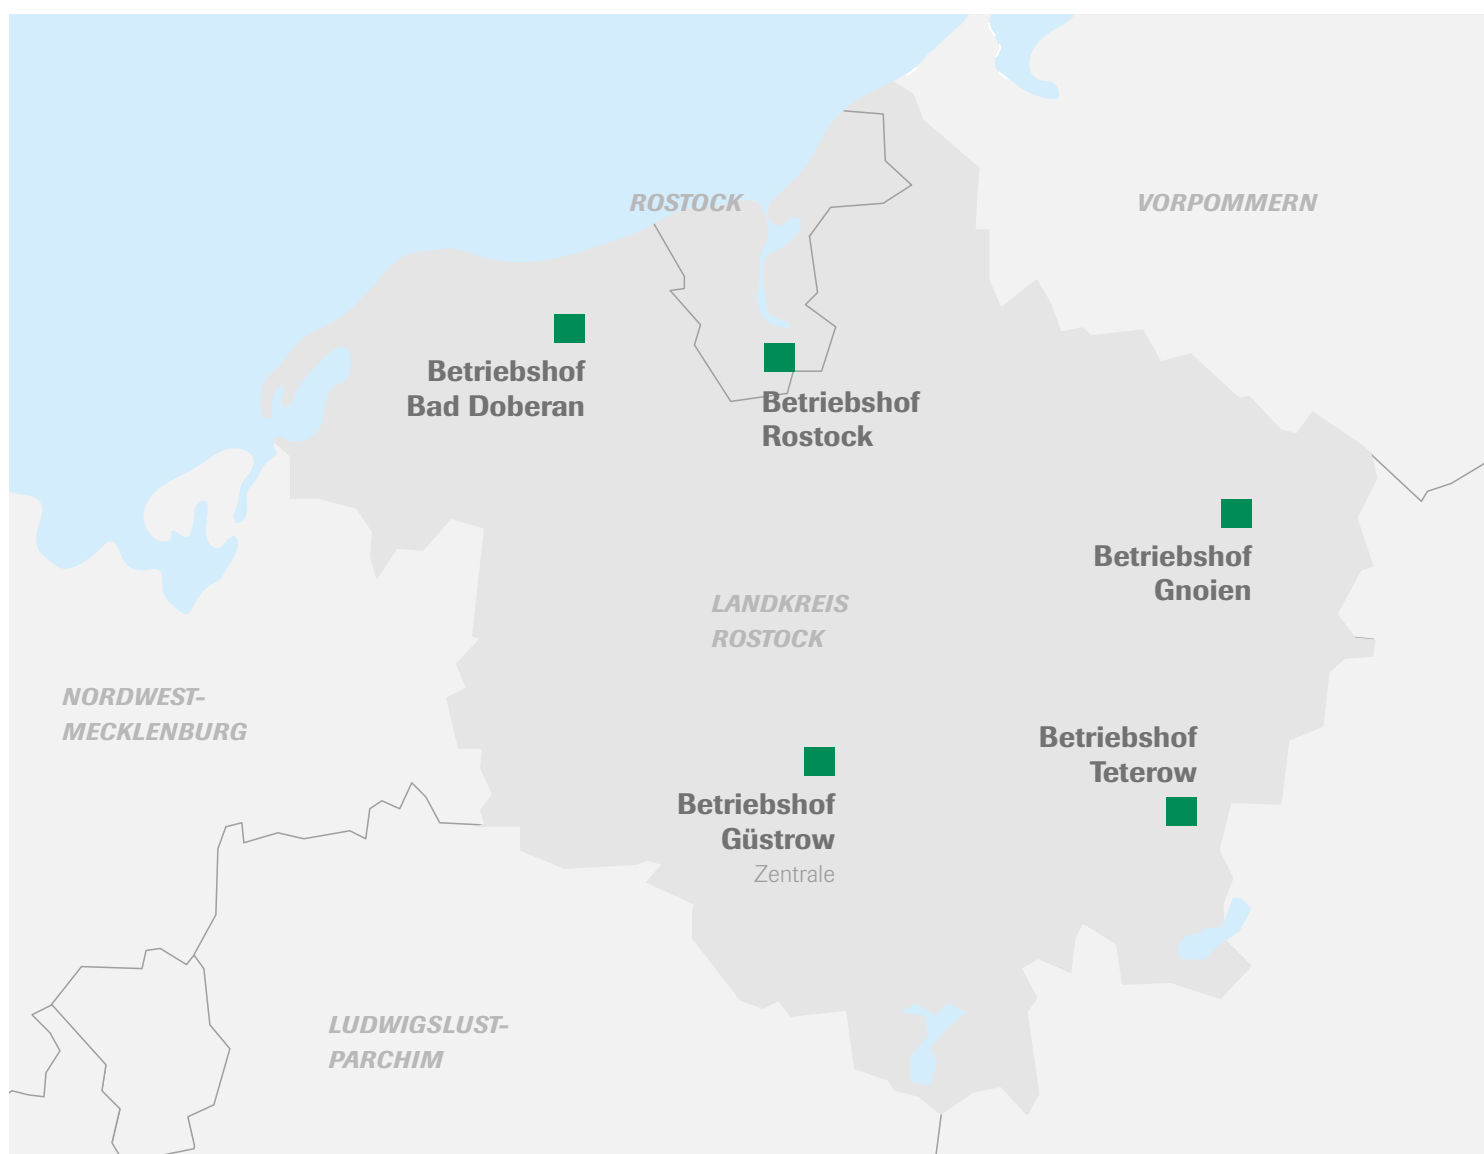 ROSTOCK
VORPOMMERN
Betriebshof
Bad Doberan
Betriebshof
Rostock
Betriebshof
Gnoien
LANDKREIS
ROSTOCK
NORDWEST-
MECKLENBURG
Betriebshof
Teterow
Betriebshof
Güstrow
Zentrale
LUDWIGSLUST-
PARCHIM